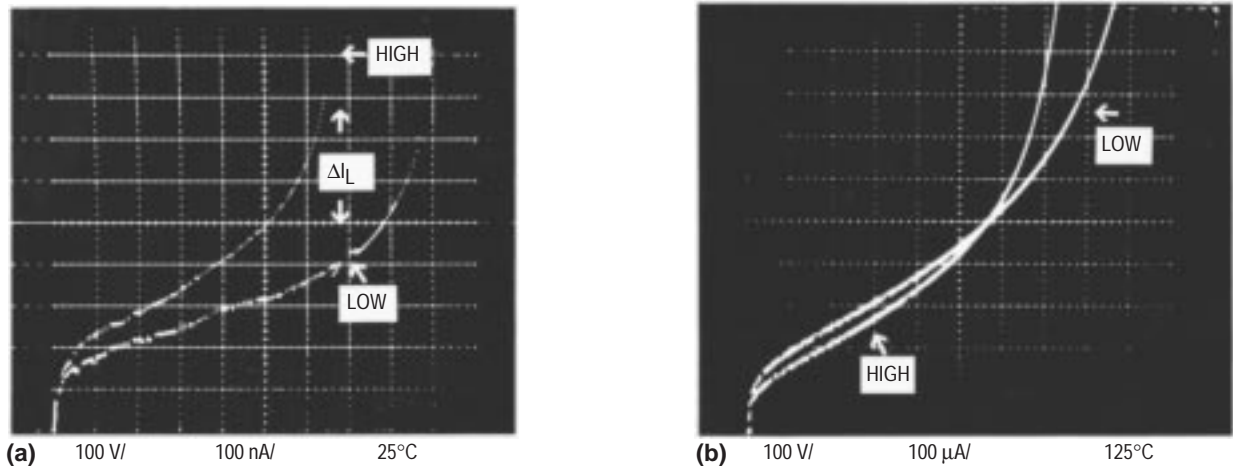 HIGH
ΔIL
LOW
(a) 100 V/ 100 nA/ 25°C
LOW
HIGH
(b) 100 V/ 100 µA/ 125°C